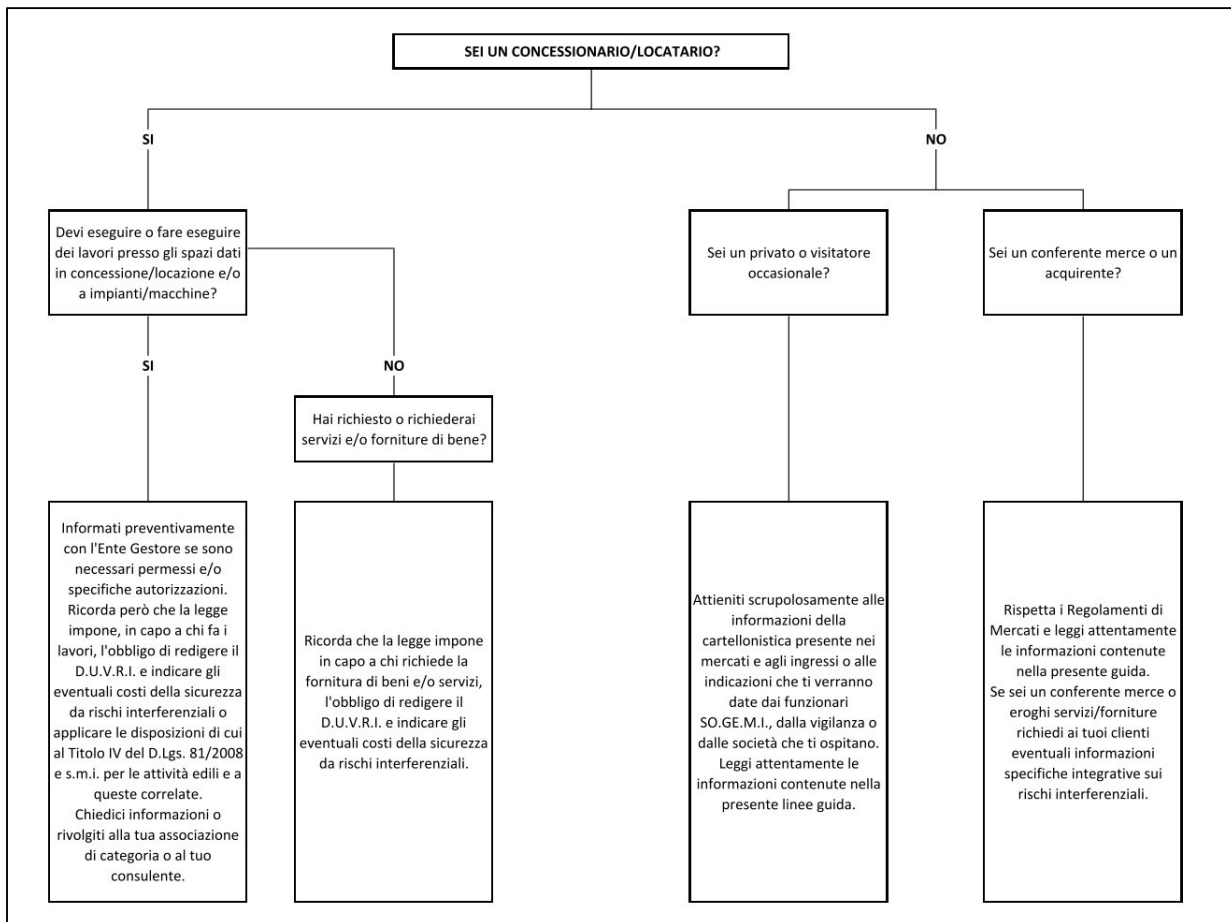 SEI UN CONCESSIONARIO/LOCATARIO?
SI
NO
Devi eseguire o fare eseguire
dei lavori presso gli spazi dati
in concessione/locazione e/o
a impianti/macchine?
Sei un privato o visitatore
occasionale?
Sei un conferente merce o un
acquirente?
SI
NO
Hai richiesto o richiederai
servizi e/o forniture di bene?
Informati preventivamente
con l'Ente Gestore se sono
necessari permessi e/o
specifiche autorizzazioni.
Ricorda però che la legge
impone, in capo a chi fa i
lavori, l'obbligo di redigere il
D.U.V.R.I. e indicare gli
eventuali costi della sicurezza
da rischi interferenziali o
applicare le disposizioni di cui
al Titolo IV del D.Lgs. 81/2008
e s.m.i. per le attività edili e a
queste correlate.
Chiedici informazioni o
rivolgiti alla tua associazione
di categoria o al tuo
consulente.
Ricorda che la legge impone
in capo a chi richiede la
fornitura di beni e/o servizi,
l'obbligo di redigere il
D.U.V.R.I. e indicare gli
eventuali costi della sicurezza
da rischi interferenziali.
Attieniti scrupolosamente alle
informazioni della
cartellonistica presente nei
mercati e agli ingressi o alle
indicazioni che ti verranno
date dai funzionari
SO.GE.M.I., dalla vigilanza o
dalle società che ti ospitano.
Leggi attentamente le
informazioni contenute nella
presente linee guida.
Rispetta i Regolamenti di
Mercati e leggi attentamente
le informazioni contenute
nella presente guida.
Se sei un conferente merce o
eroghi servizi/forniture
richiedi ai tuoi clienti
eventuali informazioni
specifiche integrative sui
rischi interferenziali.